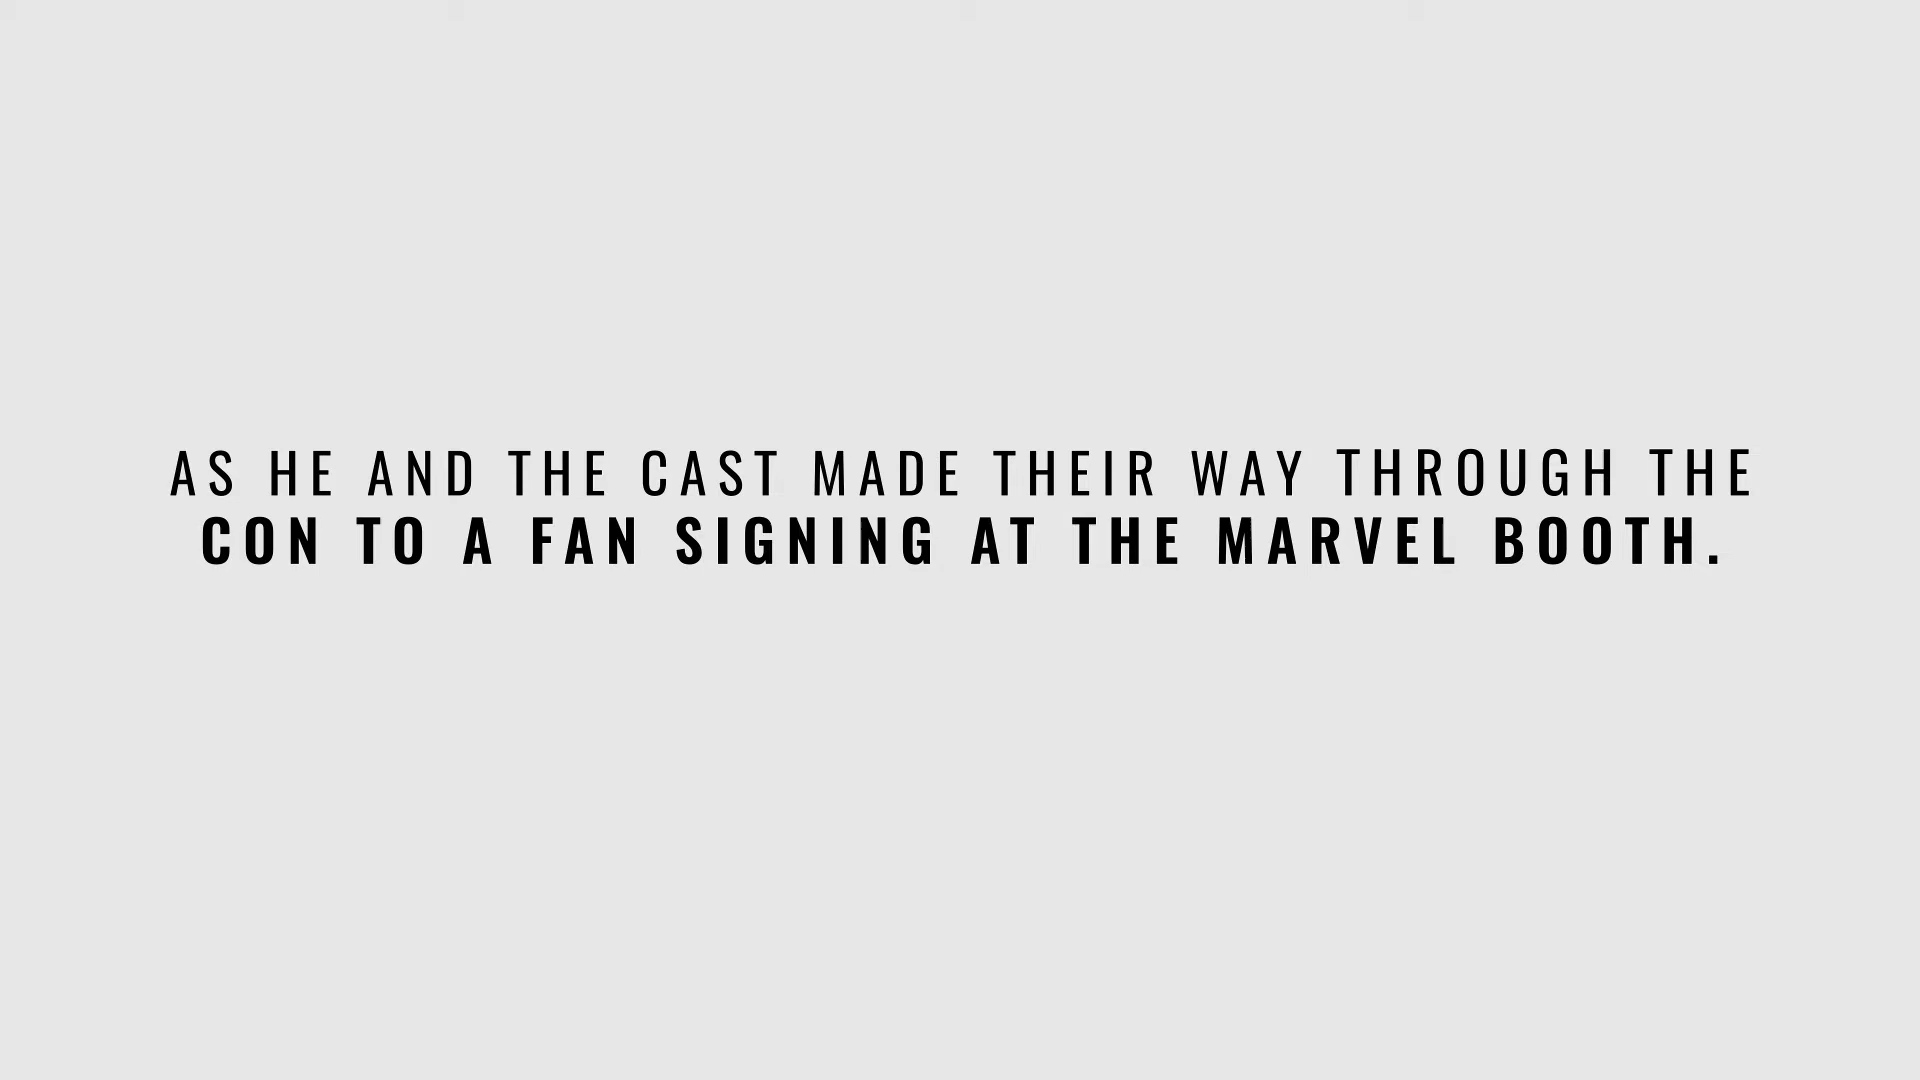 AS HE AND THE CAST MADE THEIR WAY THROUGH THE
CON TO A FAN SIGNING AT THE MARVEL BOOTH.